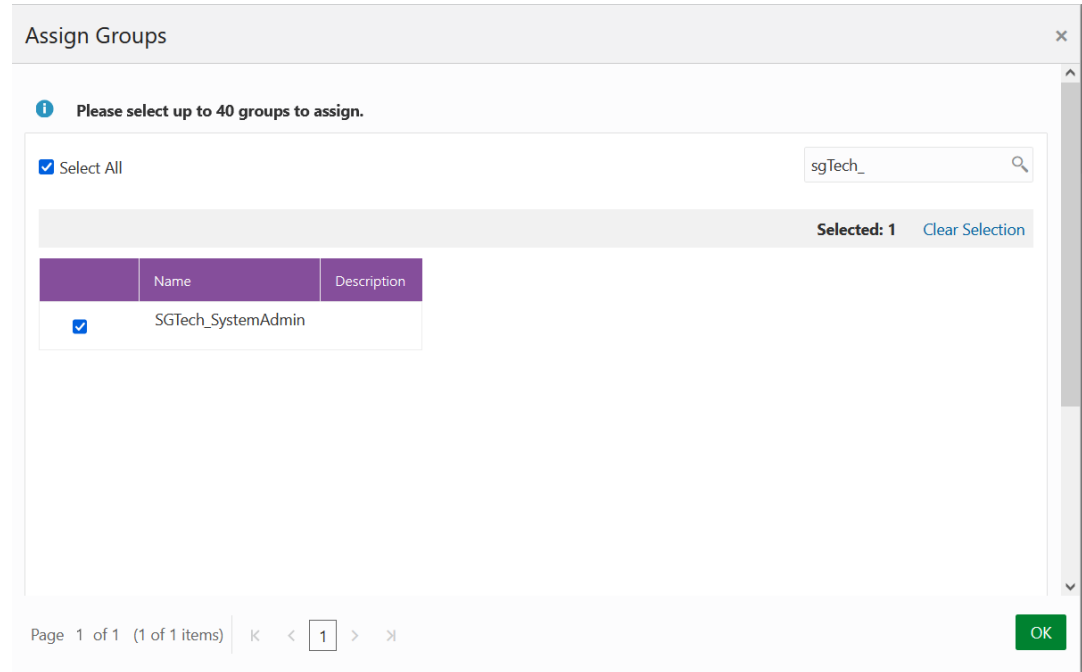 Assign Groups
Please select up to 40 groups to assign.
Select All
sgTech_
Selected: 1 Clear Selection
Name Description
SGTech_SystemAdmin
Page 1 of 1 (1 of 1 items) 1
OK